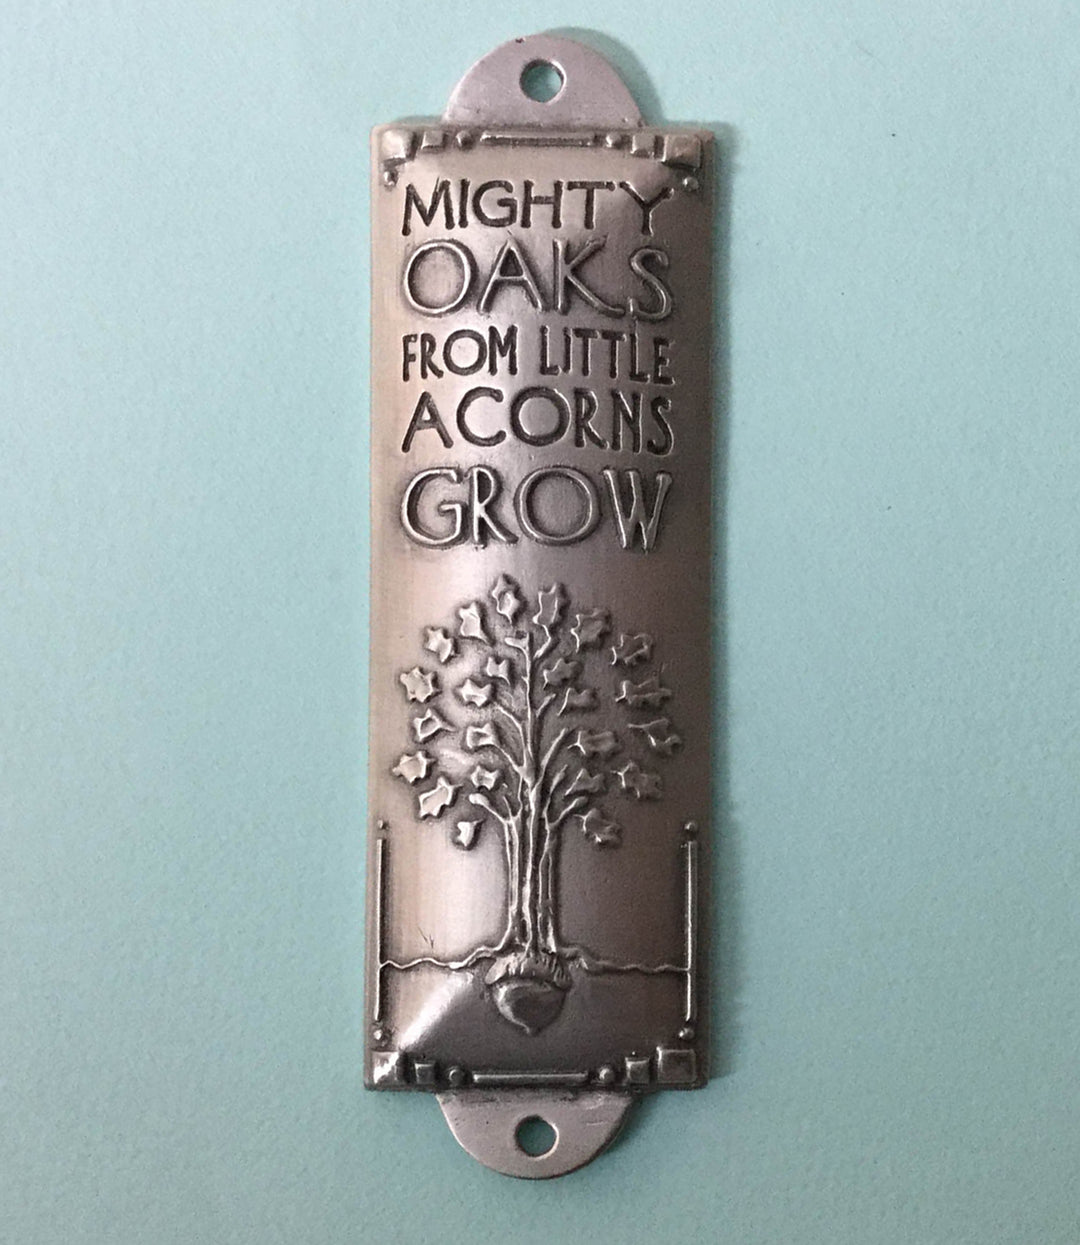 MIGHTY
OAKS
FROM LITTLE
ACORNS
GROW